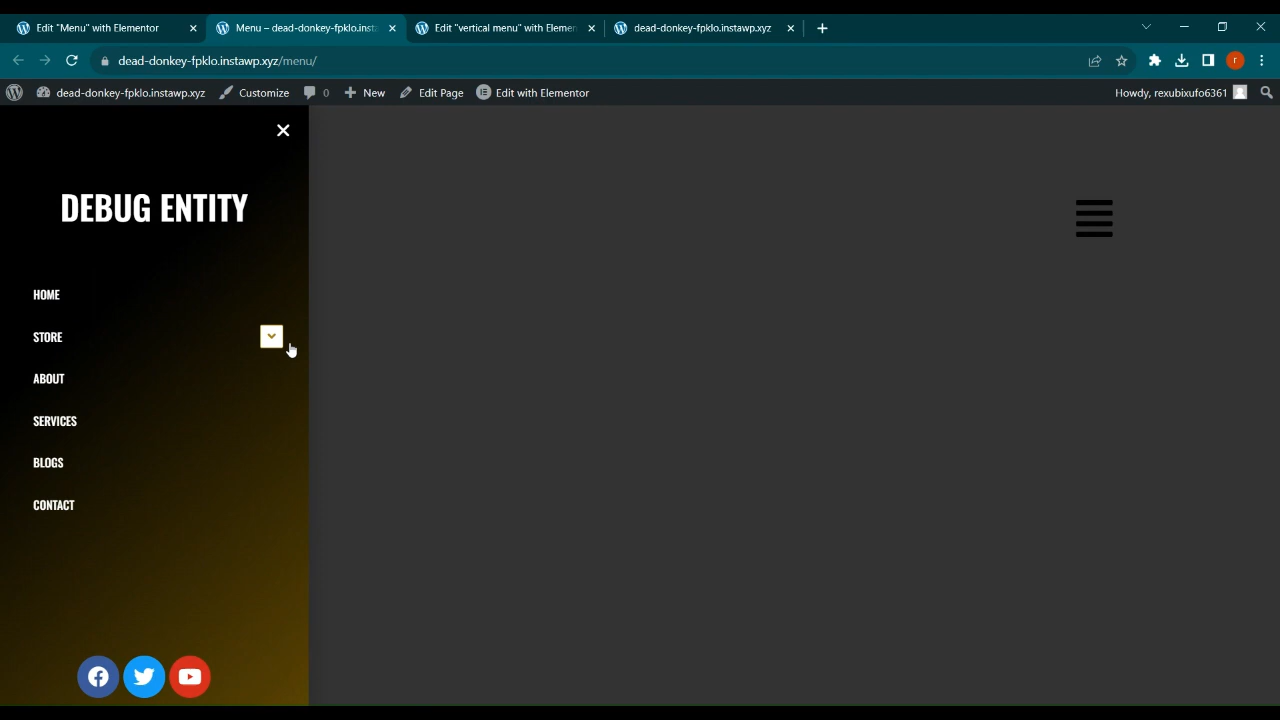 Edit "Menu" with Elementor
Menu – dead-donkey-fpklo.insta
Edit "vertical menu" with Elemen
dead-donkey-fpklo.instawp.xyz
dead-donkey-fpklo.instawp.xyz/menu/
r
dead-donkey-fpklo.instawp.xyz
Customize
0
New
Edit Page
Edit with Elementor
Howdy, rexubixufo6361
DEBUG ENTITY
HOME
STORE
ABOUT
SERVICES
BLOGS
CONTACT